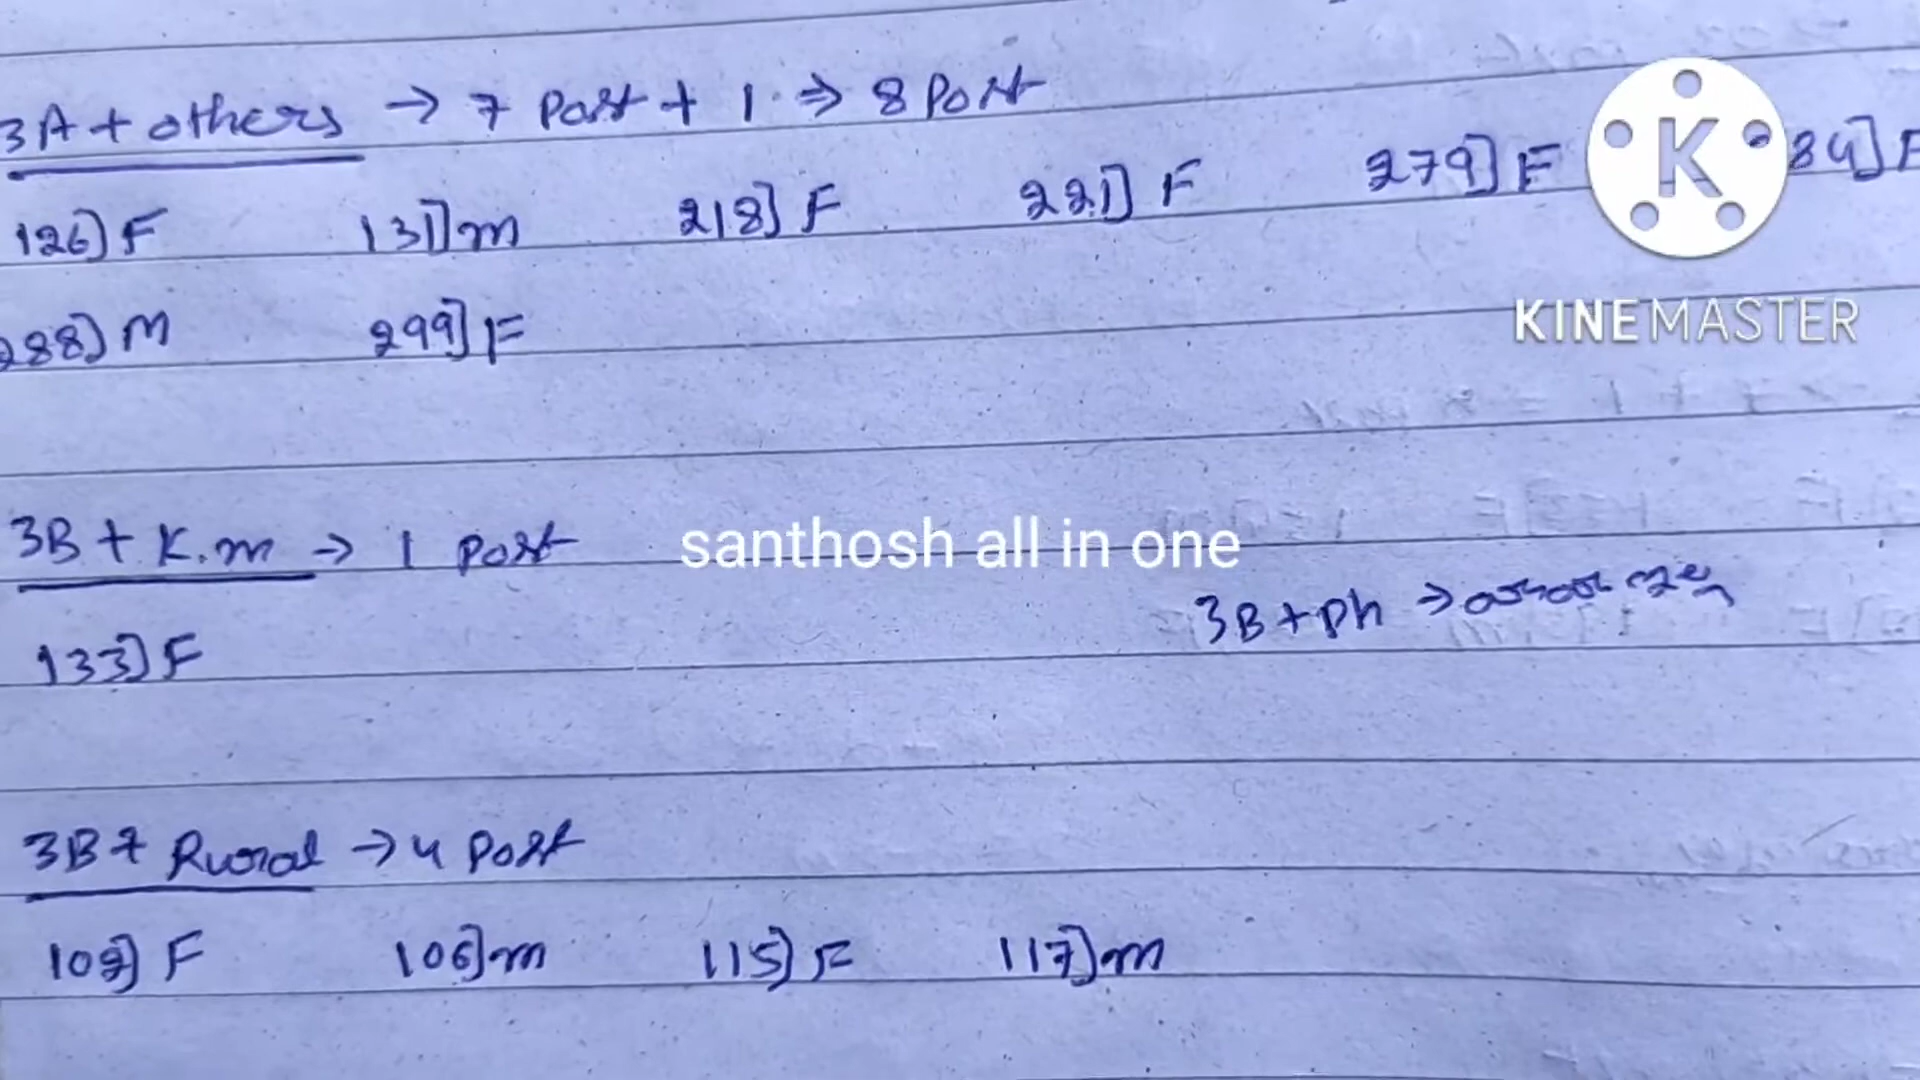 3A + others → 7 Post + 1 ⇒ 8 Post
126] F 131] m 218] F 221] F 279] F 84] F
288] M 299] F
KINEMASTER
3B + K.m → 1 Post
santhosh all in one
3B + Ph →
133] F
3B + Rural → 4 Post
F 106] m 115] F 117] m